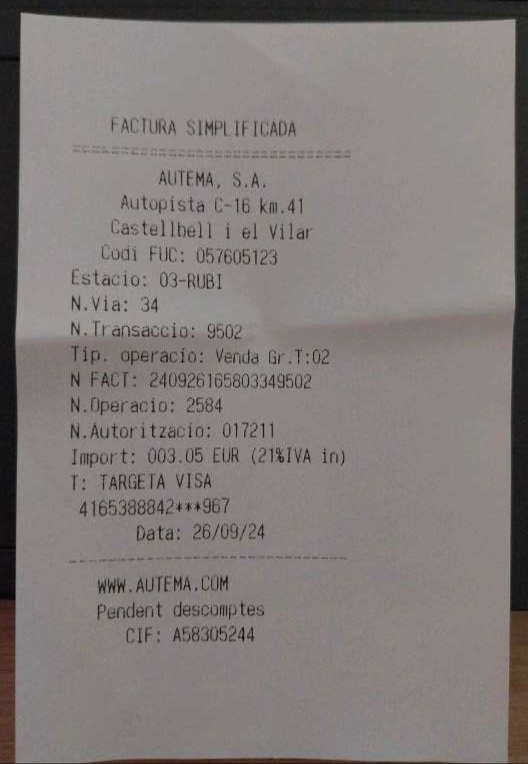 FACTURA SIMPLIFICADA
==============================
AUTEMA, S.A.
Autopista C-16 km.41
Castellbell i el Vilar
Codi FUC: 057605123
Estacio: 03-RUBI
N.Via: 34
N.Transaccio: 9502
Tip. operacio: Venda Gr.T:02
N FACT: 240926165803349502
N.Operacio: 2584
N.Autoritzacio: 017211
Import: 003.05 EUR (21%IVA in)
T: TARGETA VISA
4165388842***967
Data: 26/09/24
------------------------------
WWW.AUTEMA.COM
Pendent descomptes
CIF: A58305244